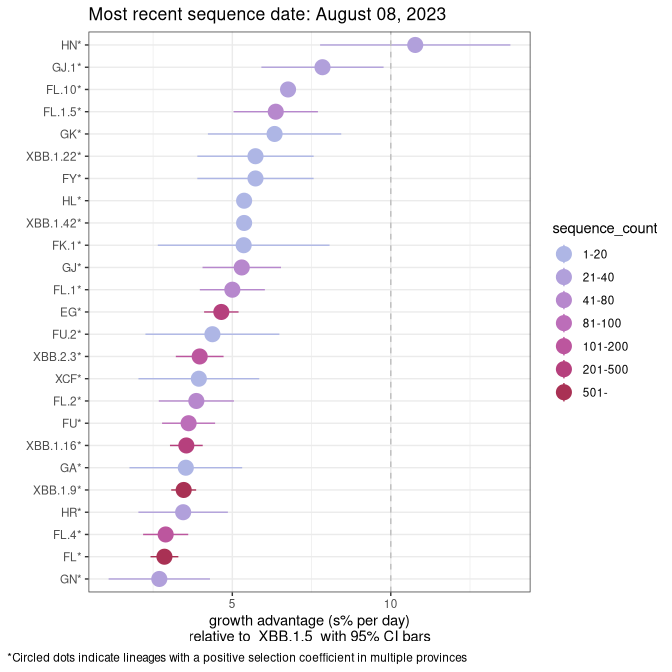 Most recent sequence date: August 08, 2023
HN*
GJ.1*
FL.10*
FL.1.5*
GK*
XBB.1.22*
FY*
HL*
XBB.1.42*
FK.1*
GJ*
FL.1*
EG*
FU.2*
XBB.2.3*
XCF*
FL.2*
FU*
XBB.1.16*
GA*
XBB.1.9*
HR*
FL.4*
FL*
GN*
5
10
growth advantage (s% per day)
relative to  XBB.1.5  with 95% CI bars
*Circled dots indicate lineages with a positive selection coefficient in multiple provinces
sequence_count
1-20
21-40
41-80
81-100
101-200
201-500
501-